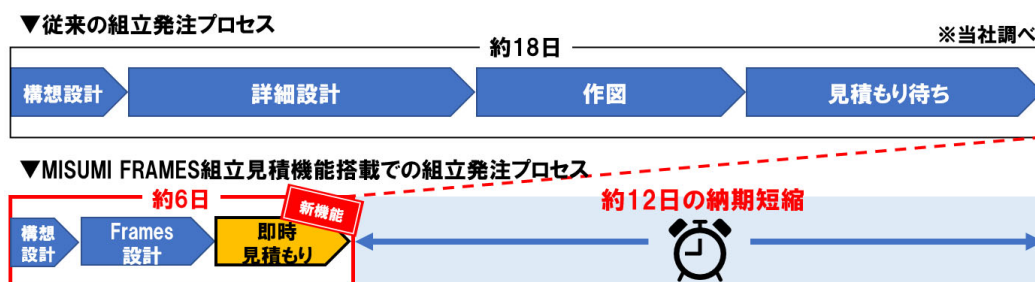 ▼従来の組立発注プロセス
約18日
※当社調べ
構想設計
詳細設計
作図
見積もり待ち
▼MISUMI FRAMES組立見積機能搭載での組立発注プロセス
約6日
新機能
約12日の納期短縮
構想
設計
Frames
設計
即時
見積もり